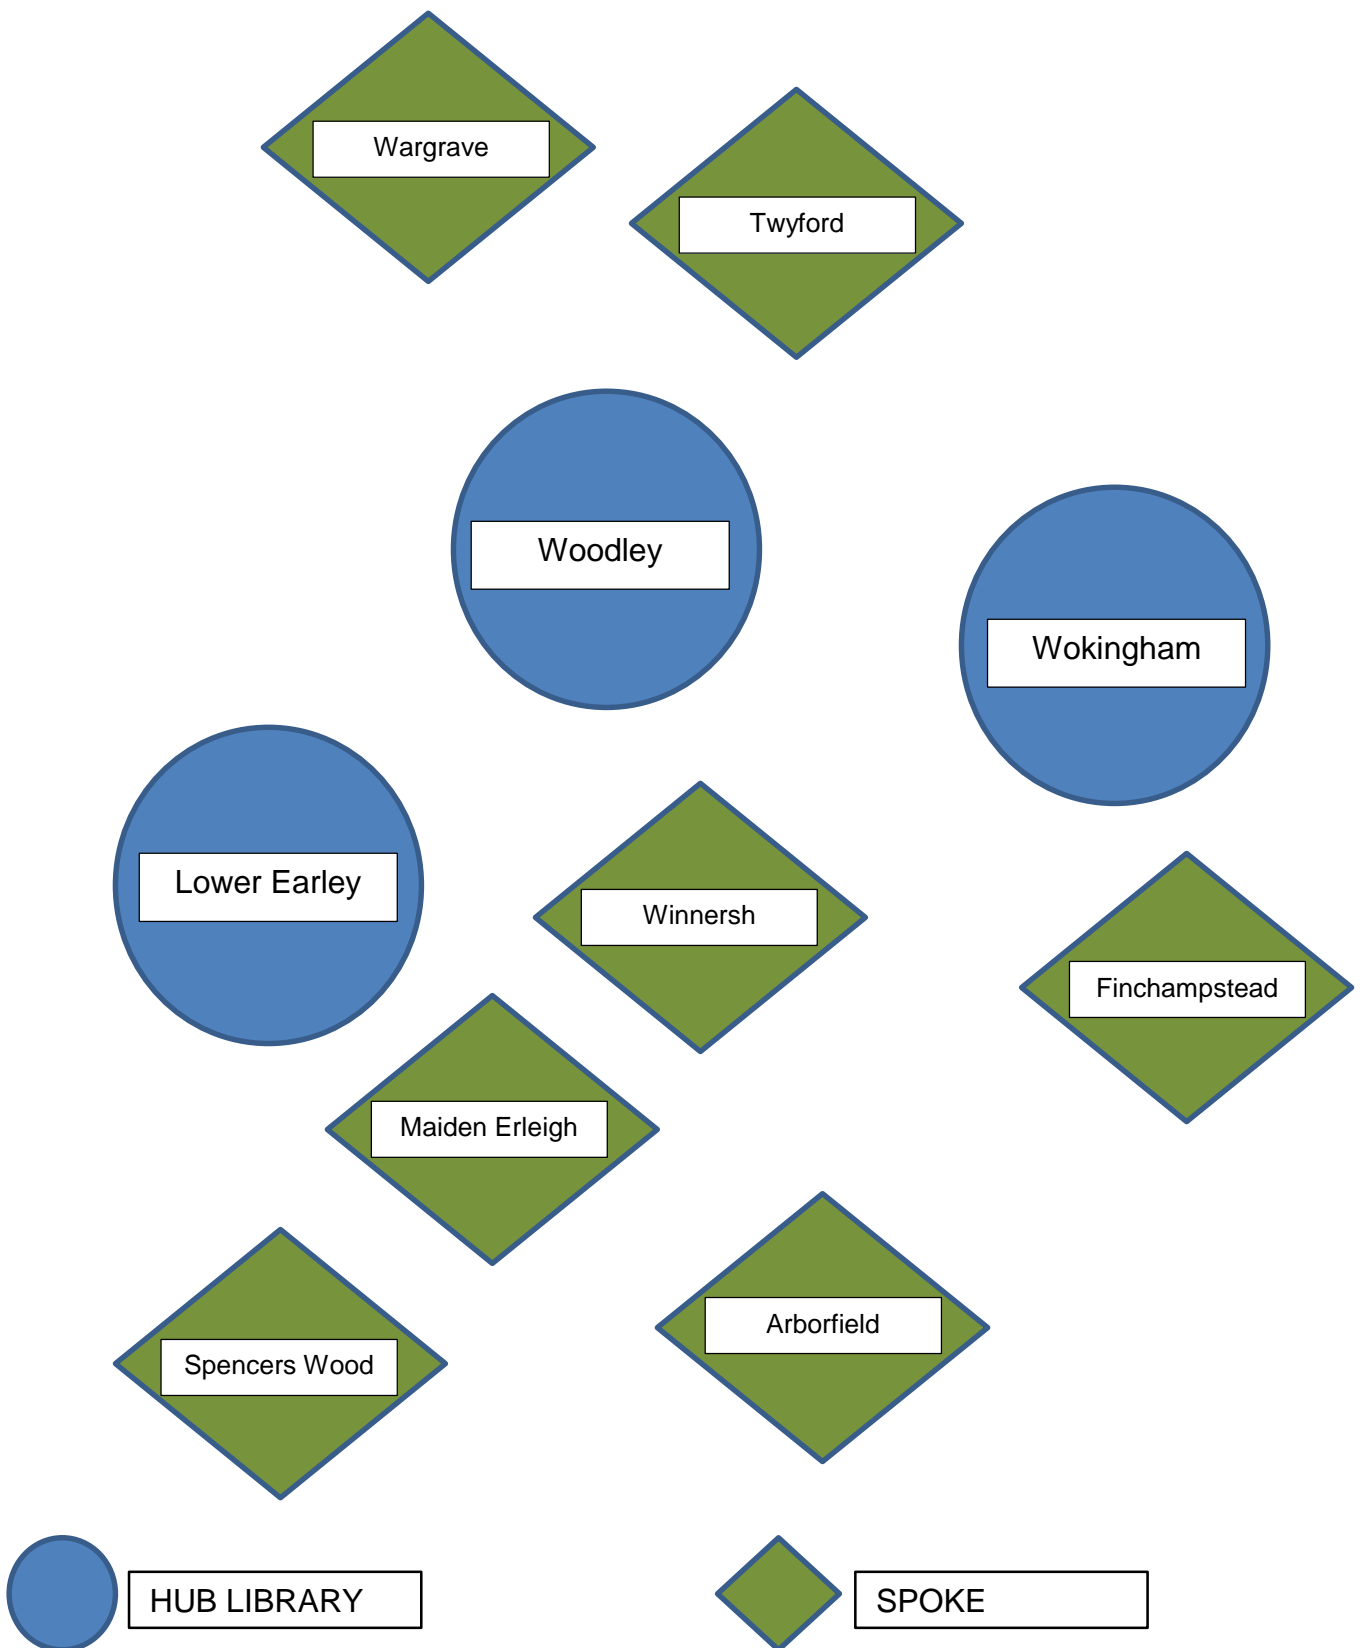 Wargrave
Twyford
Woodley
Wokingham
Lower Earley
Winnersh
Finchampstead
Maiden Erleigh
Arborfield
Spencers Wood
HUB LIBRARY
SPOKE